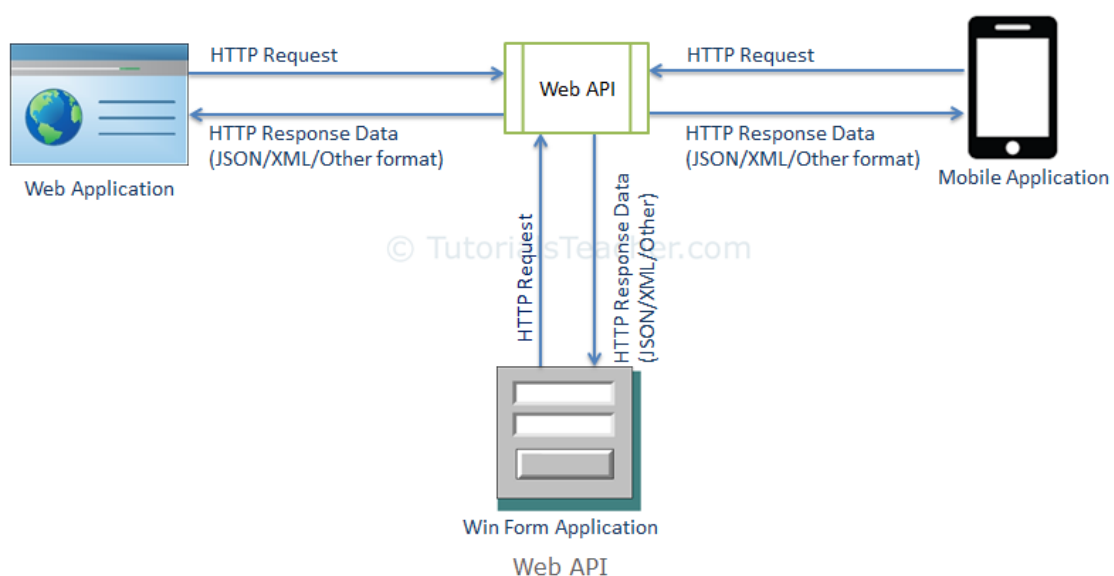 HTTP Request
HTTP Response Data
(JSON/XML/Other format)
Web Application
Web API
HTTP Request
HTTP Response Data
(JSON/XML/Other format)
Mobile Application
HTTP Request
HTTP Response Data
(JSON/XML/Other)
© TutorialsTeacher.com
Win Form Application
Web API